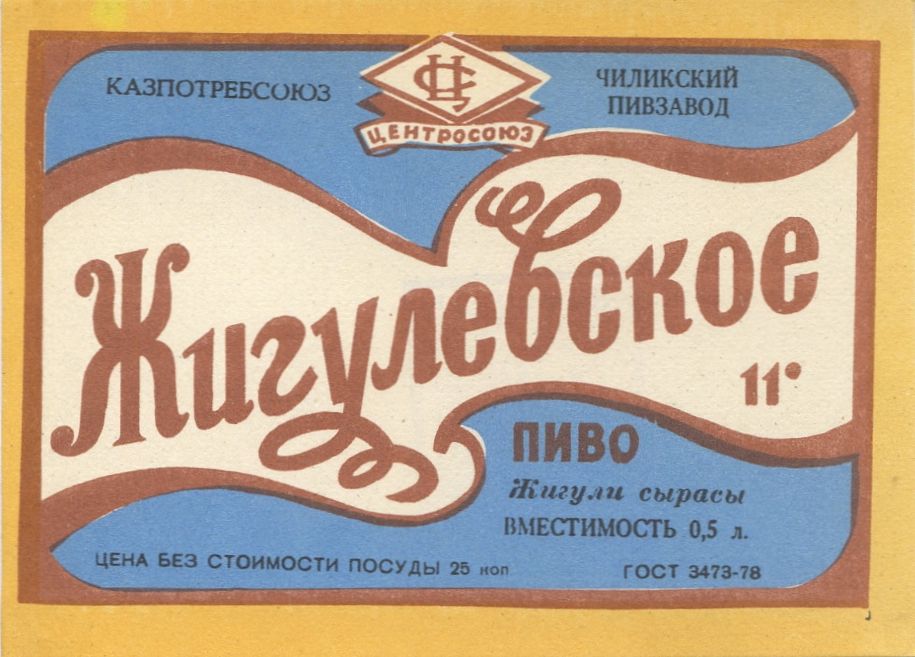 КАЗПОТРЕБСОЮЗ
ЦС
ЦЕНТРОСОЮЗ
ЧИЛИКСКИЙ
ПИВЗАВОД
Жигулевское
11°
ПИВО
Жигули сырасы
ВМЕСТИМОСТЬ 0,5 л.
ЦЕНА БЕЗ СТОИМОСТИ ПОСУДЫ 25 коп
ГОСТ 3473-78